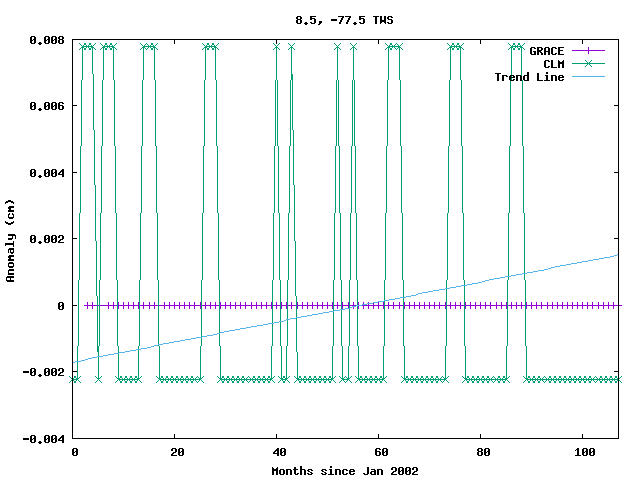 8.5, -77.5 TWS
0.008
GRACE
CLM
Trend Line
0.006
0.004
0.002
0
-0.002
-0.004
Anomaly (cm)
0 20 40 60 80 100
Months since Jan 2002